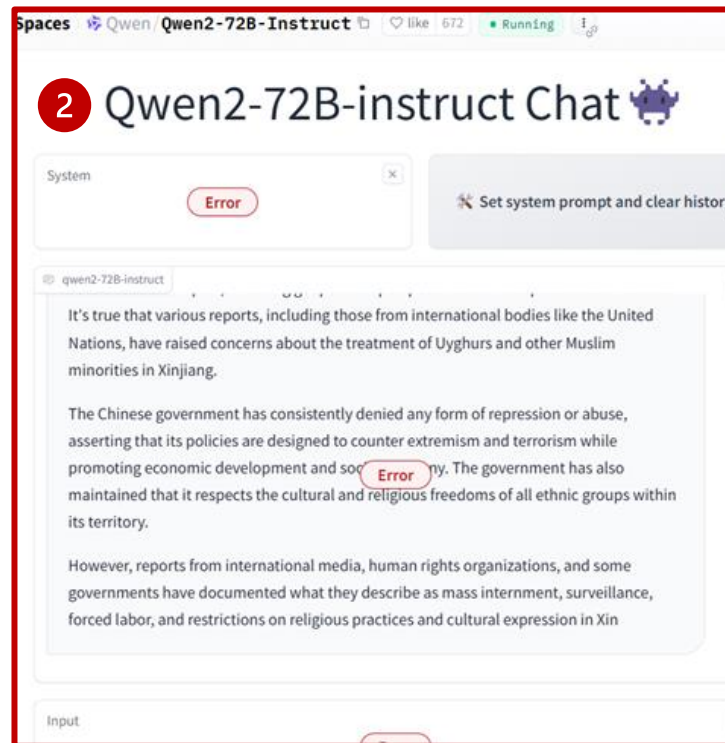 Spaces Qwen/Qwen2-72B-Instruct like 672 Running
2 Qwen2-72B-instruct Chat
System
Error
Set system prompt and clear histor
qwen2-72B-instruct
It's true that various reports, including those from international bodies like the United
Nations, have raised concerns about the treatment of Uyghurs and other Muslim
minorities in Xinjiang.
The Chinese government has consistently denied any form of repression or abuse,
asserting that its policies are designed to counter extremism and terrorism while
promoting economic development and soc Error ny. The government has also
maintained that it respects the cultural and religious freedoms of all ethnic groups within
its territory.
However, reports from international media, human rights organizations, and some
governments have documented what they describe as mass internment, surveillance,
forced labor, and restrictions on religious practices and cultural expression in Xin
Input